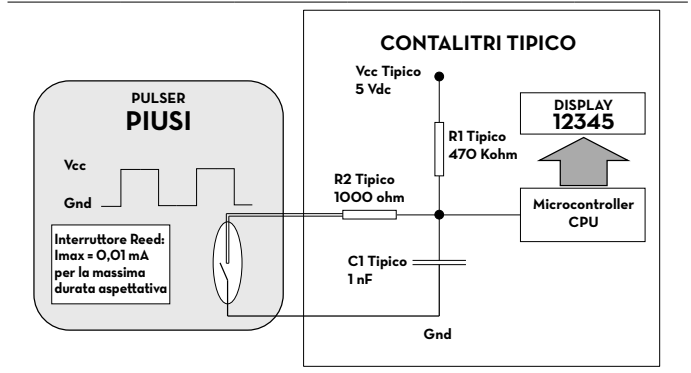 CONTALITRI TIPICO
Vcc Tipico
5 Vdc
PULSER
PIUSI
DISPLAY
12345
R1 Tipico
470 Kohm
Vcc
R2 Tipico
1000 ohm
Gnd
Microcontroller
CPU
Interruttore Reed:
Imax = 0,01 mA
per la massima
durata aspettativa
C1 Tipico
1 nF
Gnd